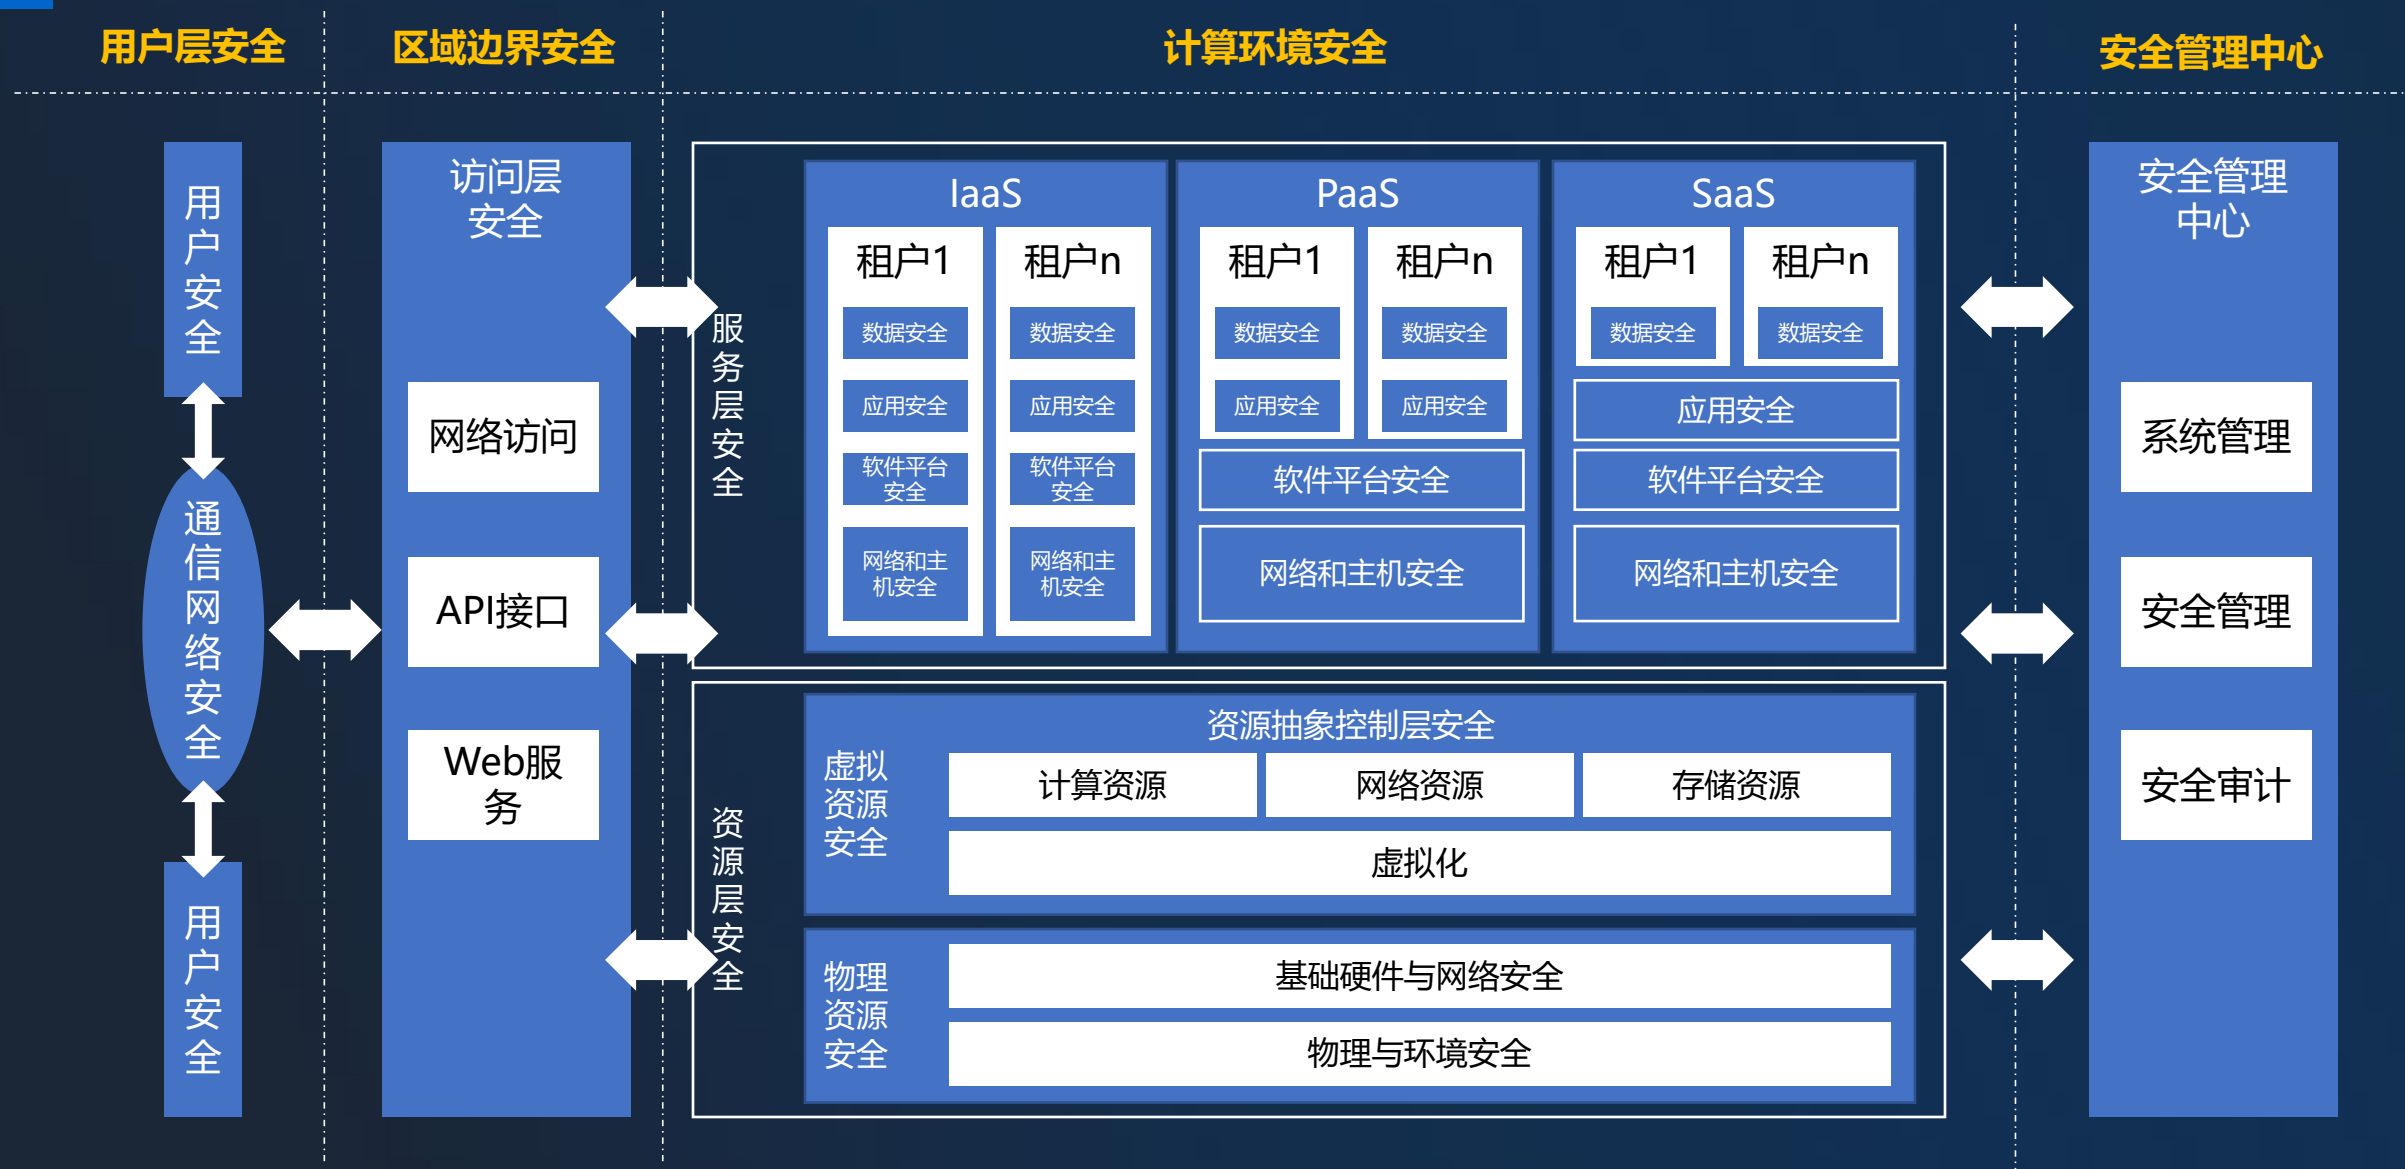 用户层安全
区域边界安全
计算环境安全
安全管理中心
用户安全
通信网络安全
用户安全
访问层
安全
网络访问
API接口
Web服
务
服务层安全
IaaS
租户1
数据安全
应用安全
软件平台
安全
网络和主
机安全
租户n
数据安全
应用安全
软件平台
安全
网络和主
机安全
PaaS
租户1
数据安全
应用安全
租户n
数据安全
应用安全
软件平台安全
网络和主机安全
SaaS
租户1
数据安全
租户n
数据安全
应用安全
软件平台安全
网络和主机安全
资源层安全
虚拟
资源
安全
资源抽象控制层安全
计算资源
网络资源
存储资源
虚拟化
物理
资源
安全
基础硬件与网络安全
物理与环境安全
安全管理
中心
系统管理
安全管理
安全审计